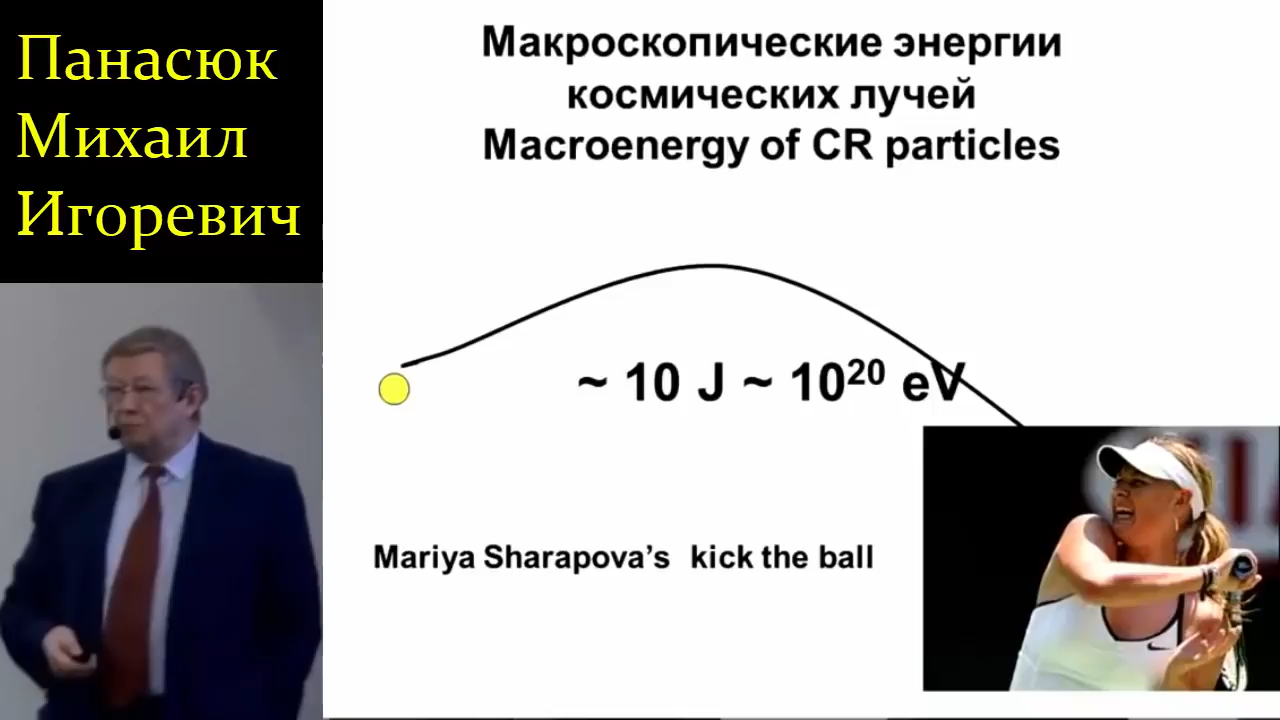 Панасюк
Михаил
Игоревич
Макроскопические энергии
космических лучей
Macroenergy of CR particles
~ 10 J ~ 10²⁰ eV
Mariya Sharapova’s kick the ball